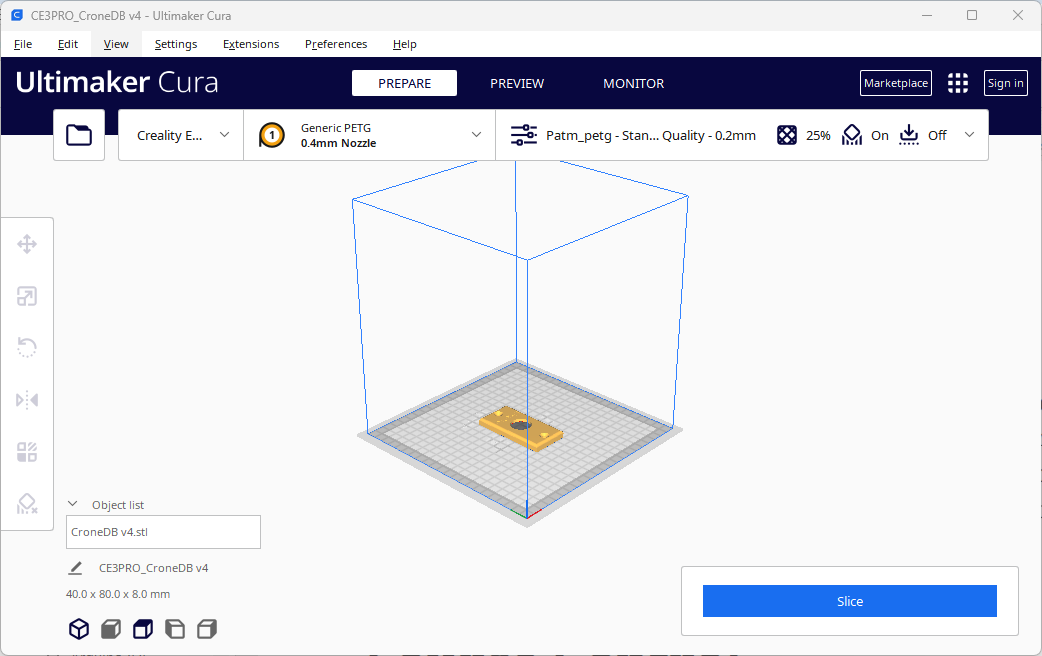 CE3PRO_CroneDB v4 - Ultimaker Cura
File Edit View Settings Extensions Preferences Help
Ultimaker Cura
PREPARE PREVIEW MONITOR
Marketplace
Sign in
Creality E...
1
Generic PETG
0.4mm Nozzle
Patm_petg - Stan... Quality - 0.2mm
25%
On
Off
Object list
CroneDB v4.stl
CE3PRO_CroneDB v4
40.0 x 80.0 x 8.0 mm
Slice